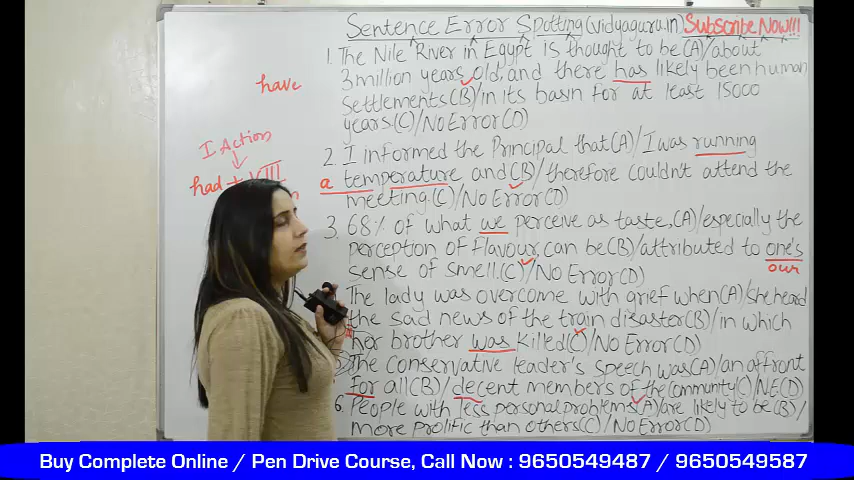 Sentence Error Spotting (vidyaguru.in) Subscribe Now!!!
1. The Nile River in Egypt is thought to be (A)/about
3 million years old, and there has likely been human
settlements (B)/in its basin for at least 15000
years.(C)/No Error(D)
have
I Action
had + VIII
2. I informed the Principal that (A)/I was running
a temperature and (B)/therefore couldn't attend the
meeting.(C)/No Error(D)
3. 68% of what we perceive as taste,(A)/especially the
perception of flavour, can be (B)/attributed to one's
our
sense of smell.(C)/No Error(D)
The lady was overcome with grief when (A)/she heard
the sad news of the train disaster (B)/in which
her brother was killed (C)/No Error(D)
The conservative leader's speech was (A)/an affront
for all (B)/decent members of the community (C)/NE(D)
6. People with less personal problems (A)/are likely to be (B)/
more prolific than others (C)/No Error(D)
Buy Complete Online / Pen Drive Course, Call Now : 9650549487 / 9650549587